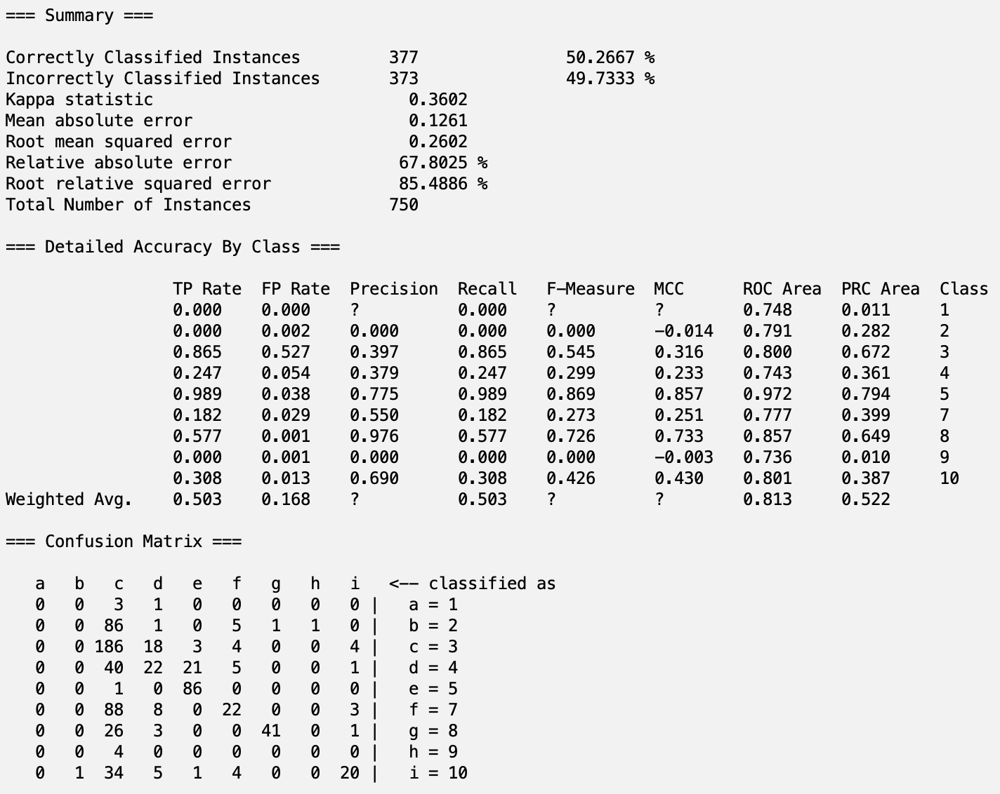 === Summary ===
Correctly Classified Instances 377 50.2667 %
Incorrectly Classified Instances 373 49.7333 %
Kappa statistic 0.3602
Mean absolute error 0.1261
Root mean squared error 0.2602
Relative absolute error 67.8025 %
Root relative squared error 85.4886 %
Total Number of Instances 750
=== Detailed Accuracy By Class ===
TP Rate FP Rate Precision Recall F-Measure MCC ROC Area PRC Area Class
0.000 0.000 ? 0.000 ? ? 0.748 0.011 1
0.000 0.002 0.000 0.000 0.000 -0.014 0.791 0.282 2
0.865 0.527 0.397 0.865 0.545 0.316 0.800 0.672 3
0.247 0.054 0.379 0.247 0.299 0.233 0.743 0.361 4
0.989 0.038 0.775 0.989 0.869 0.857 0.972 0.794 5
0.182 0.029 0.550 0.182 0.273 0.251 0.777 0.399 7
0.577 0.001 0.976 0.577 0.726 0.733 0.857 0.649 8
0.000 0.001 0.000 0.000 0.000 -0.003 0.736 0.010 9
0.308 0.013 0.690 0.308 0.426 0.430 0.801 0.387 10
Weighted Avg. 0.503 0.168 ? 0.503 ? ? 0.813 0.522
=== Confusion Matrix ===
a b c d e f g h i <-- classified as
0 0 3 1 0 0 0 0 0 | a = 1
0 0 86 1 0 5 1 1 0 | b = 2
0 0 186 18 3 4 0 0 4 | c = 3
0 0 40 22 21 5 0 0 1 | d = 4
0 0 1 0 86 0 0 0 0 | e = 5
0 0 88 8 0 22 0 0 3 | f = 7
0 0 26 3 0 0 41 0 1 | g = 8
0 0 4 0 0 0 0 0 0 | h = 9
0 1 34 5 1 4 0 0 20 | i = 10